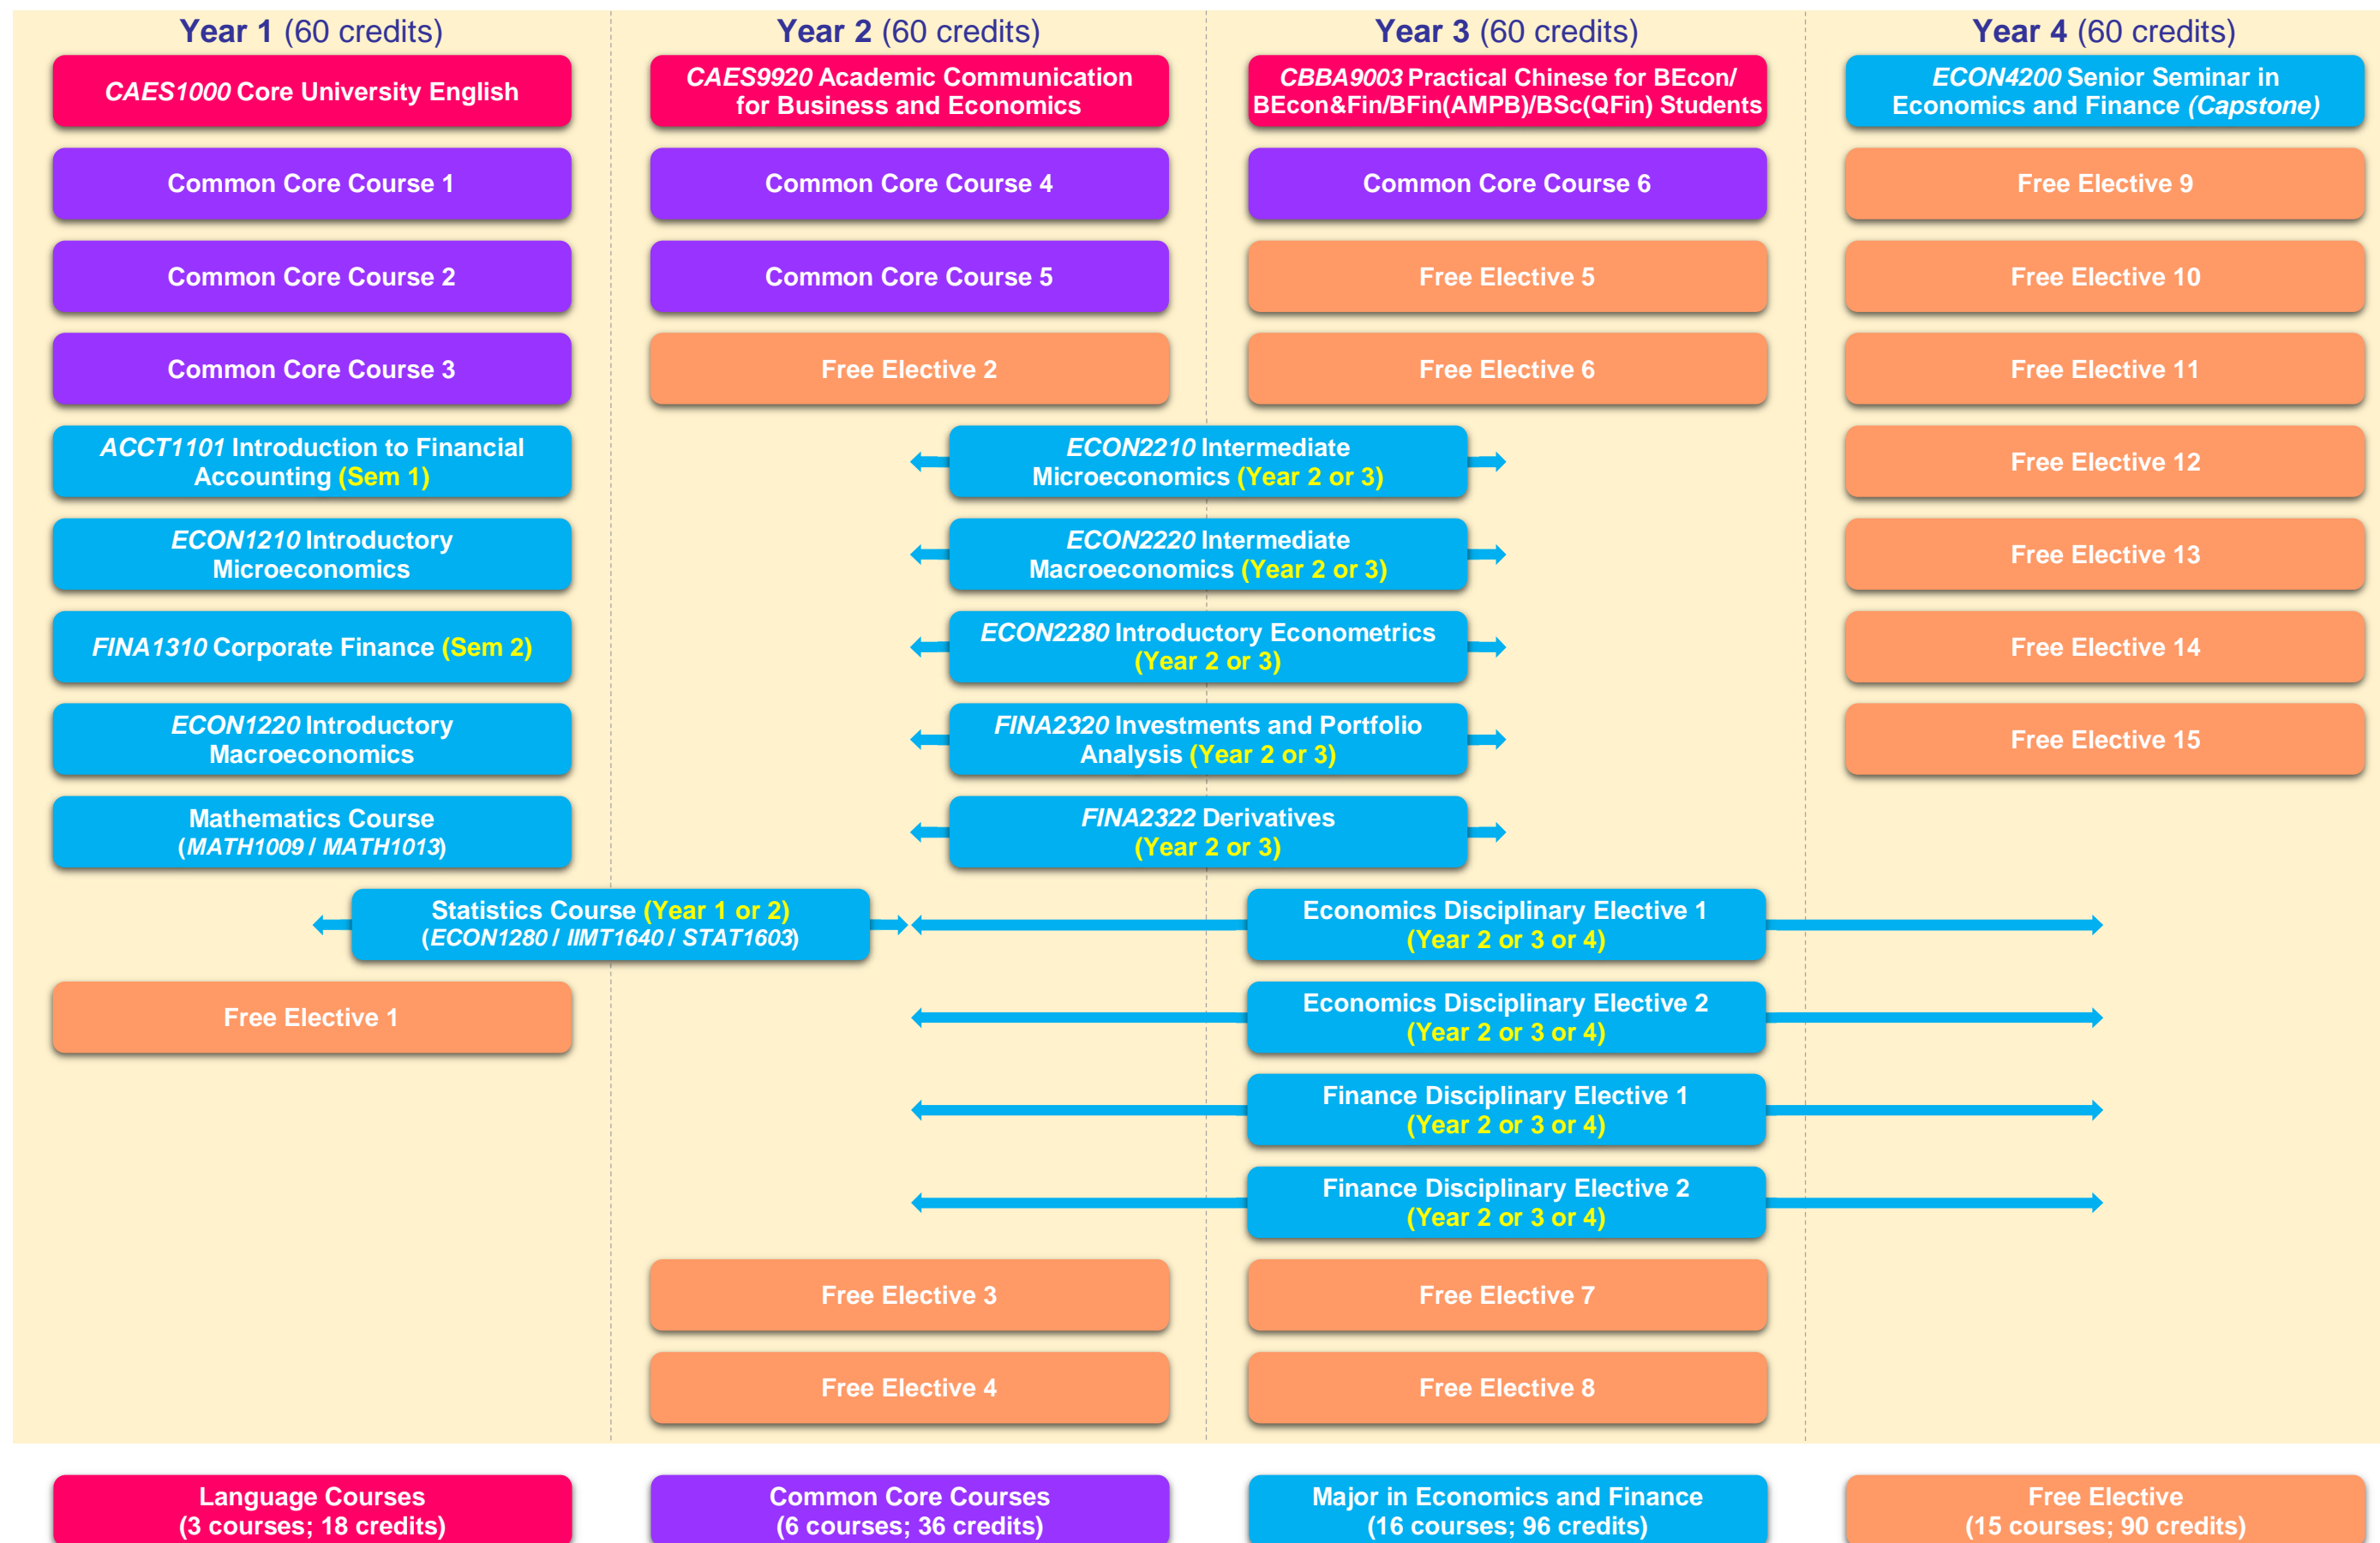 Year 1 (60 credits)
Year 2 (60 credits)
Year 3 (60 credits)
Year 4 (60 credits)
CAES1000 Core University English
CAES9920 Academic Communication
for Business and Economics
CBBA9003 Practical Chinese for BEcon/
BEcon&Fin/BFin(AMPB)/BSc(QFin) Students
ECON4200 Senior Seminar in
Economics and Finance (Capstone)
Common Core Course 1
Common Core Course 4
Common Core Course 6
Free Elective 9
Common Core Course 2
Common Core Course 5
Free Elective 5
Free Elective 10
Common Core Course 3
Free Elective 2
Free Elective 6
Free Elective 11
ACCT1101 Introduction to Financial
Accounting (Sem 1)
ECON2210 Intermediate
Microeconomics (Year 2 or 3)
Free Elective 12
ECON1210 Introductory
Microeconomics
ECON2220 Intermediate
Macroeconomics (Year 2 or 3)
Free Elective 13
FINA1310 Corporate Finance (Sem 2)
ECON2280 Introductory Econometrics
(Year 2 or 3)
Free Elective 14
ECON1220 Introductory
Macroeconomics
FINA2320 Investments and Portfolio
Analysis (Year 2 or 3)
Free Elective 15
Mathematics Course
(MATH1009 / MATH1013)
FINA2322 Derivatives
(Year 2 or 3)
Statistics Course (Year 1 or 2)
(ECON1280 / IIMT1640 / STAT1603)
Economics Disciplinary Elective 1
(Year 2 or 3 or 4)
Free Elective 1
Economics Disciplinary Elective 2
(Year 2 or 3 or 4)
Finance Disciplinary Elective 1
(Year 2 or 3 or 4)
Finance Disciplinary Elective 2
(Year 2 or 3 or 4)
Free Elective 3
Free Elective 7
Free Elective 4
Free Elective 8
Language Courses
(3 courses; 18 credits)
Common Core Courses
(6 courses; 36 credits)
Major in Economics and Finance
(16 courses; 96 credits)
Free Elective
(15 courses; 90 credits)